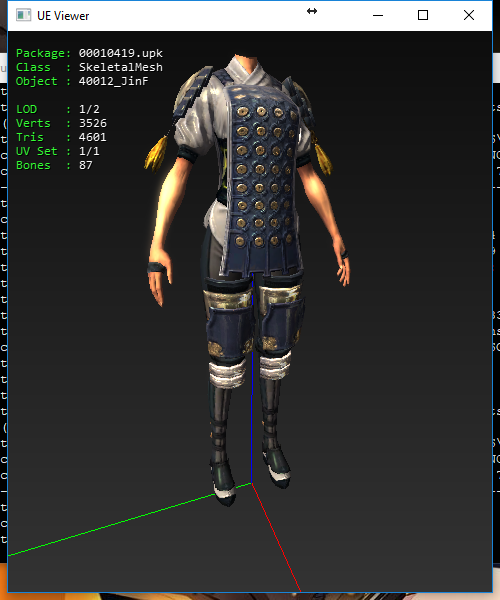 UE Viewer
Package: 00010419.upk
Class : SkeletalMesh
Object : 40012_JinF
LOD : 1/2
Verts : 3526
Tris : 4601
UV Set : 1/1
Bones : 87